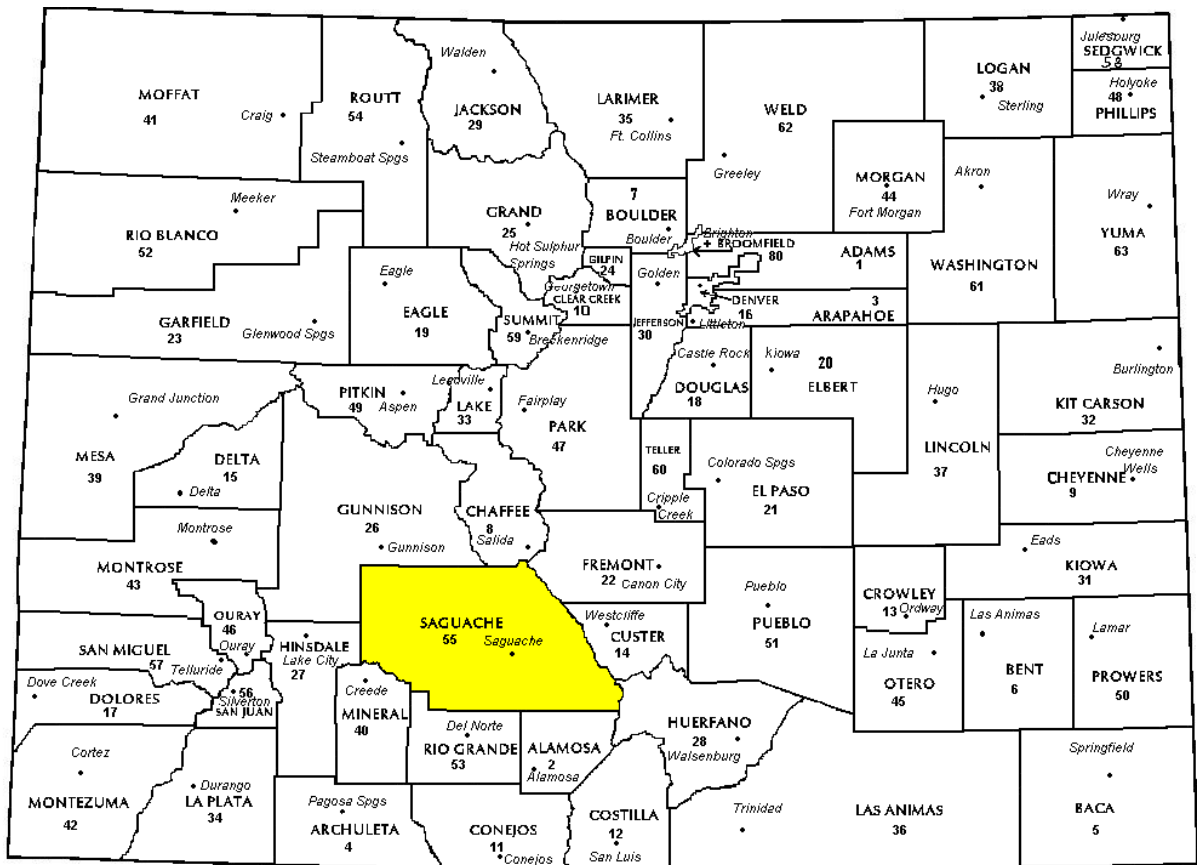 MOFFAT
41
Craig
ROUTT
54
Steamboat Spgs
Walden
JACKSON
29
LARIMER
35
Ft. Collins
WELD
62
Greeley
LOGAN
38
Sterling
Julesburg
SEDGWICK
58
Holyoke
48
PHILLIPS
MORGAN
44
Fort Morgan
Akron
WASHINGTON
61
Wray
YUMA
63
Meeker
RIO BLANCO
52
GRAND
25
Hot Sulphur
Springs
7
BOULDER
Boulder
Brighton
+ BROOMFIELD
80
ADAMS
1
GILPIN
24
Golden
JEFFERSON
30
Georgetown
CLEAR CREEK
10
DENVER
16
3
ARAPAHOE
Littleton
GARFIELD
23
Glenwood Spgs
Eagle
EAGLE
19
SUMMIT
59
Breckenridge
Castle Rock
DOUGLAS
18
Kiowa
20
ELBERT
Hugo
LINCOLN
37
Burlington
KIT CARSON
32
Grand Junction
MESA
39
PITKIN
49
Aspen
Leadville
LAKE
33
Fairplay
PARK
47
DELTA
15
Delta
GUNNISON
26
Gunnison
CHAFFEE
8
Salida
TELLER
60
Cripple
Creek
Colorado Spgs
EL PASO
21
Cheyenne
Wells
CHEYENNE
9
Montrose
MONTROSE
43
FREMONT
22
Canon City
Eads
KIOWA
31
OURAY
46
Ouray
HINSDALE
Lake City
27
SAGUACHE
55
Saguache
Westcliffe
CUSTER
14
Pueblo
PUEBLO
51
CROWLEY
13
Ordway
La Junta
OTERO
45
Las Animas
BENT
6
Lamar
PROWERS
50
SAN MIGUEL
57
Telluride
Dove Creek
DOLORES
17
56
Silverton
SAN JUAN
Creede
MINERAL
40
Del Norte
RIO GRANDE
53
ALAMOSA
2
Alamosa
HUERFANO
28
Walsenburg
Cortez
MONTEZUMA
42
Durango
LA PLATA
34
Pagosa Spgs
ARCHULETA
4
CONEJOS
11
Conejos
COSTILLA
12
San Luis
Trinidad
LAS ANIMAS
36
Springfield
BACA
5